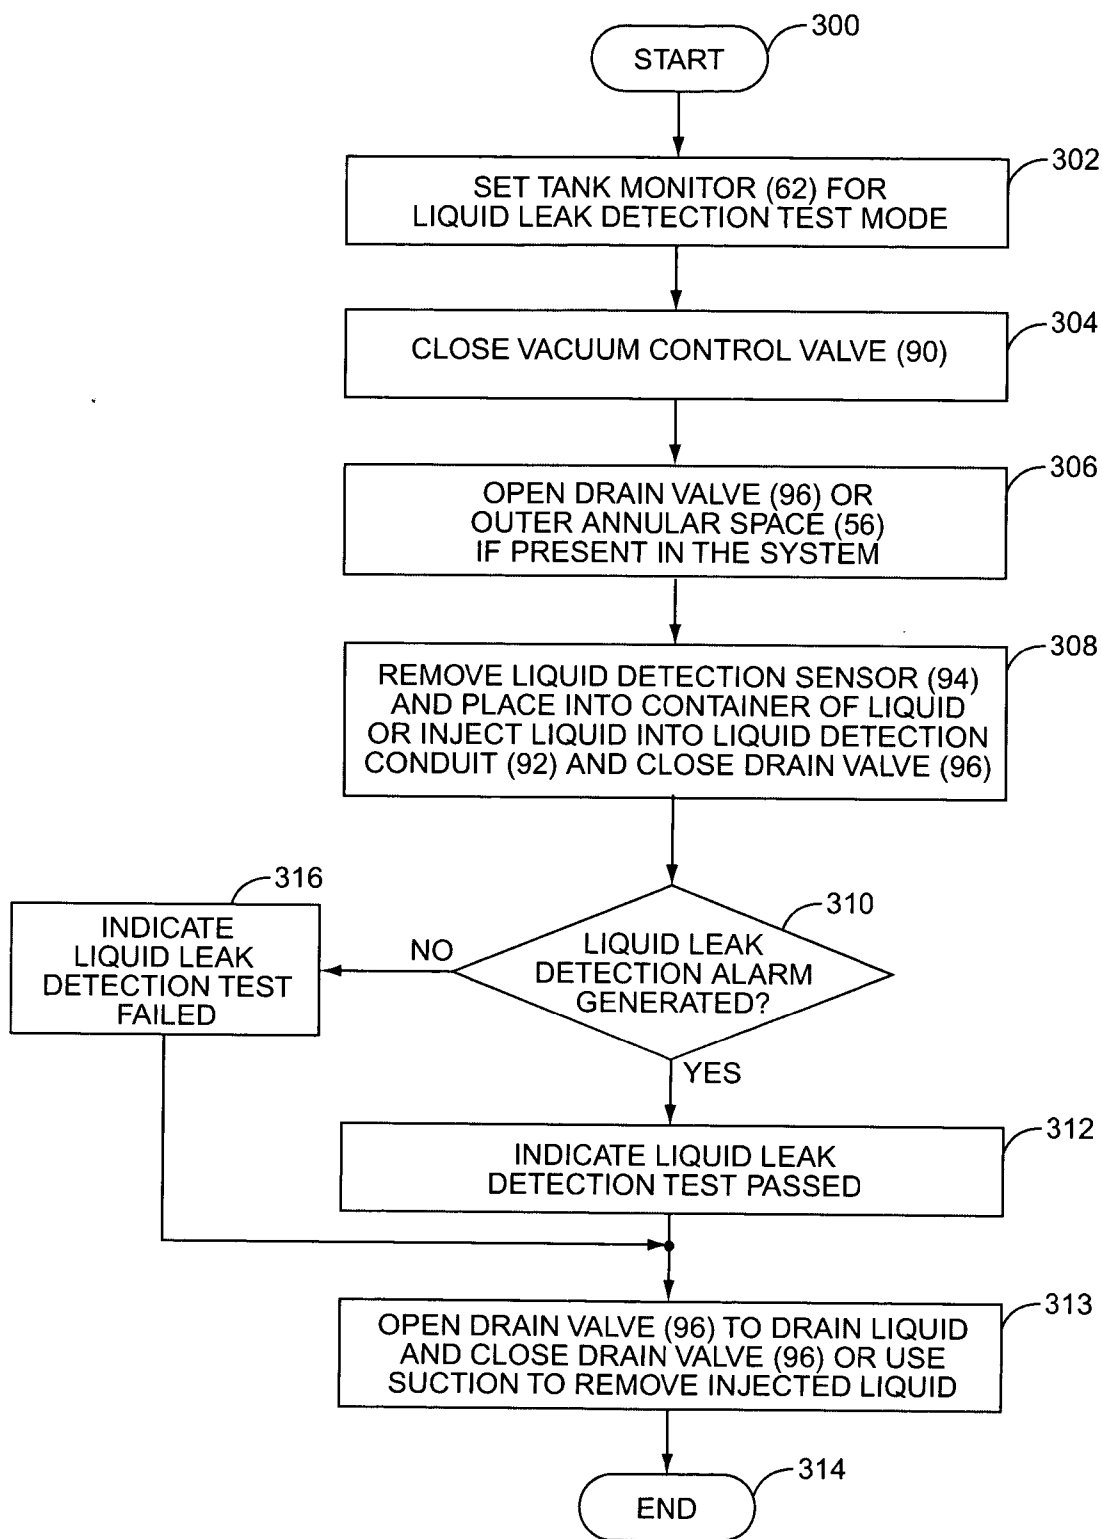 300
START
302
SET TANK MONITOR (62) FOR
LIQUID LEAK DETECTION TEST MODE
304
CLOSE VACUUM CONTROL VALVE (90)
306
OPEN DRAIN VALVE (96) OR
OUTER ANNULAR SPACE (56)
IF PRESENT IN THE SYSTEM
308
REMOVE LIQUID DETECTION SENSOR (94)
AND PLACE INTO CONTAINER OF LIQUID
OR INJECT LIQUID INTO LIQUID DETECTION
CONDUIT (92) AND CLOSE DRAIN VALVE (96)
310
LIQUID LEAK
DETECTION ALARM
GENERATED?
NO
316
INDICATE
LIQUID LEAK
DETECTION TEST
FAILED
YES
312
INDICATE LIQUID LEAK
DETECTION TEST PASSED
313
OPEN DRAIN VALVE (96) TO DRAIN LIQUID
AND CLOSE DRAIN VALVE (96) OR USE
SUCTION TO REMOVE INJECTED LIQUID
314
END